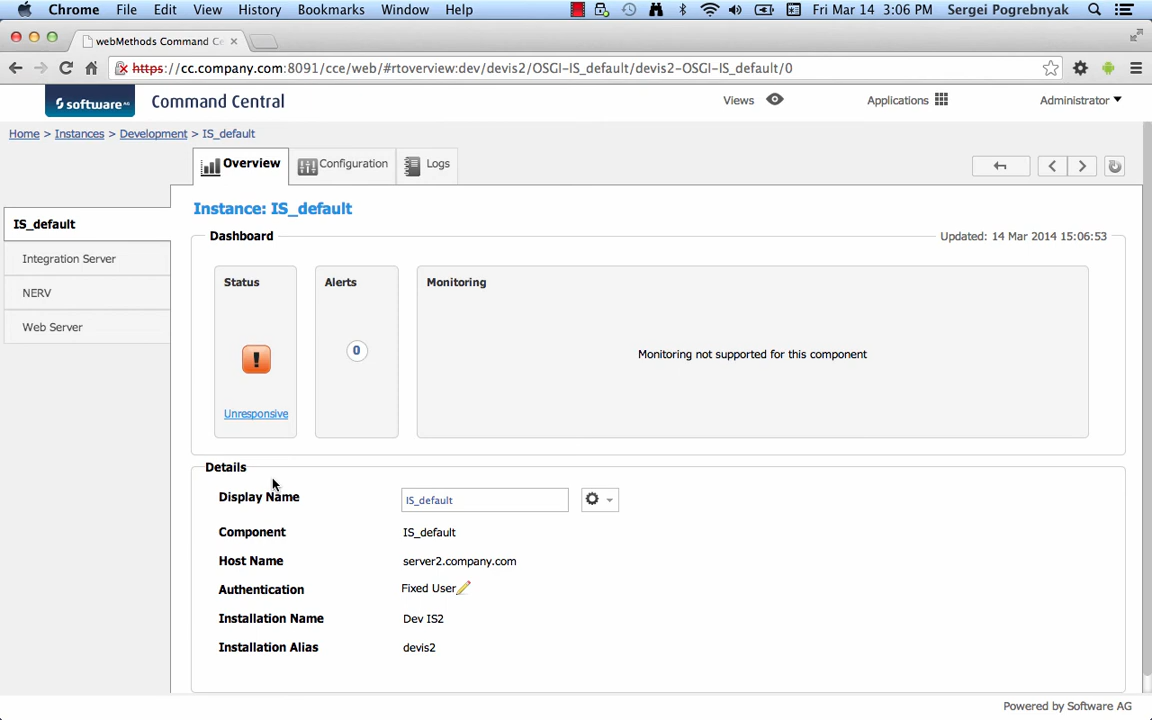 Chrome File Edit View History Bookmarks Window Help Fri Mar 14 3:06 PM Sergei Pogrebnyak
webMethods Command Ce
https://cc.company.com:8091/cce/web/#rtoverview:dev/devis2/OSGI-IS_default/devis2-OSGI-IS_default/0
software AG Command Central Views Applications Administrator
Home > Instances > Development > IS_default
Overview Configuration Logs
IS_default
Integration Server
NERV
Web Server
Instance: IS_default
Dashboard Updated: 14 Mar 2014 15:06:53
Status Alerts Monitoring
! 0 Monitoring not supported for this component
Unresponsive
Details
Display Name IS_default
Component IS_default
Host Name server2.company.com
Authentication Fixed User
Installation Name Dev IS2
Installation Alias devis2
Powered by Software AG